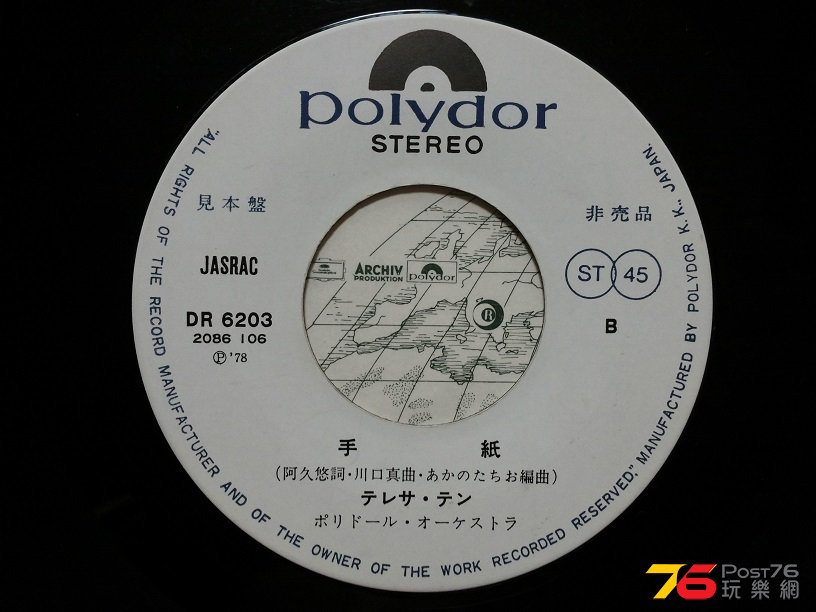 polydor
STEREO
見本盤
非売品
JASRAC
ST 45
DR 6203
2086 106
Ⓟ'78
B
ARCHIV
PRODUKTION
Polydor
R
手 紙
(阿久悠詞・川口真曲・あかのたちお編曲)
テレサ・テン
ポリドール・オーケストラ
"ALL RIGHTS OF THE RECORD MANUFACTURER AND OF THE OWNER OF THE WORK RECORDED RESERVED." MANUFACTURED BY POLYDOR K.K., JAPAN.
76 Post76
玩樂網